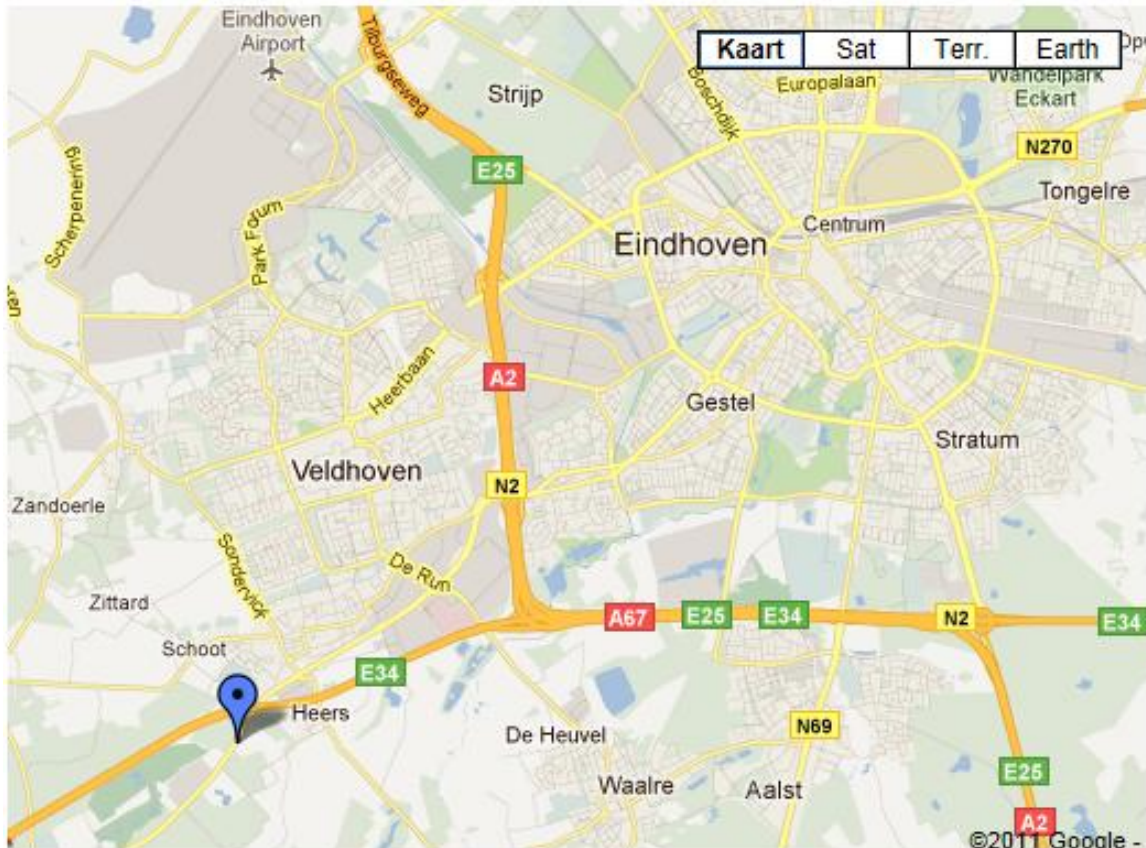 Eindhoven
Airport
Tilburgseweg
Strijp
Boschdijk
Kaart Sat Terr. Earth
Europalaan
Wandelpark
Eckart
N270
E25
Scherpenering
Park Forum
Tongelre
Centrum
Eindhoven
Heerbaan
A2
Gestel
Stratum
Veldhoven
N2
Zandoerle
Sondervick
De Run
Zittard
A67
E25
E34
N2
E34
Schoot
E34
Heers
De Heuvel
N69
Waalre
Aalst
E25
A2
©2011 Google -